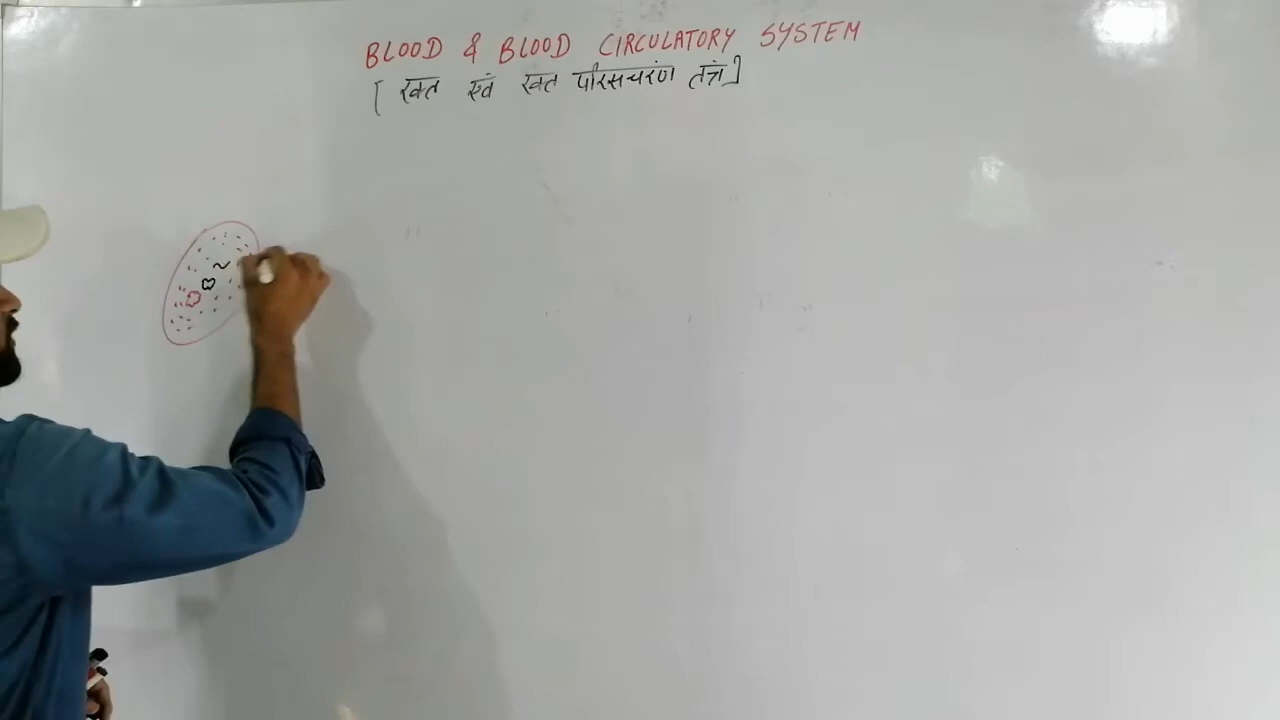 BLOOD & BLOOD CIRCULATORY SYSTEM
[ रक्त एवं रक्त परिसंचरण तंत्र ]